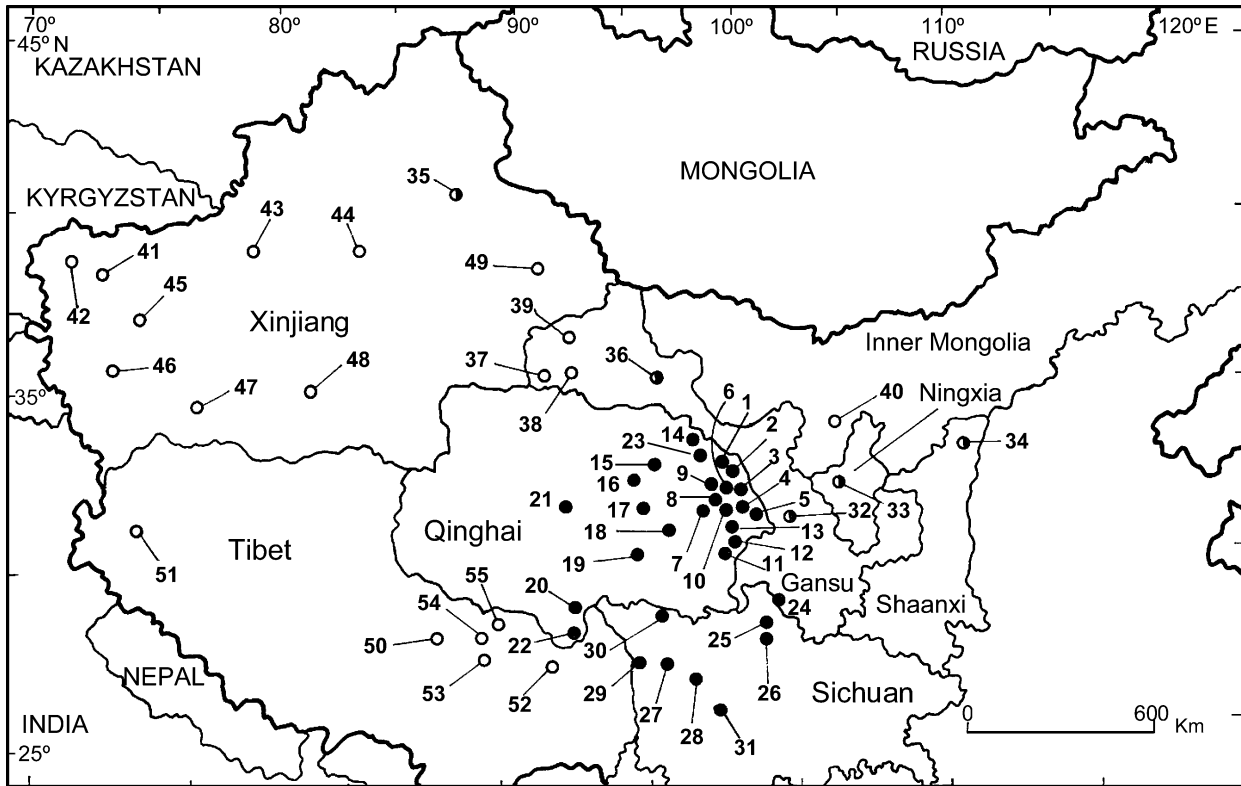 70º 80º 90º 100º 110º 120º E
45º N
KAZAKHSTAN
RUSSIA
MONGOLIA
KYRGYZSTAN
35
43 44
41
49
45
42
39
Xinjiang
Inner Mongolia
37 36
46
48
47
6 1
Ningxia
40
35º
38
2
14
23
3
34
15
9
4
16
8
5
21 17
Qinghai
32 33
18
13
Tibet
7
12
51
19
10
11
55
Gansu
20
24
Shaanxi
54
25
50
22
30
NEPAL
53
29
26
Sichuan
52
27
0 600 Km
INDIA
28
31
25º